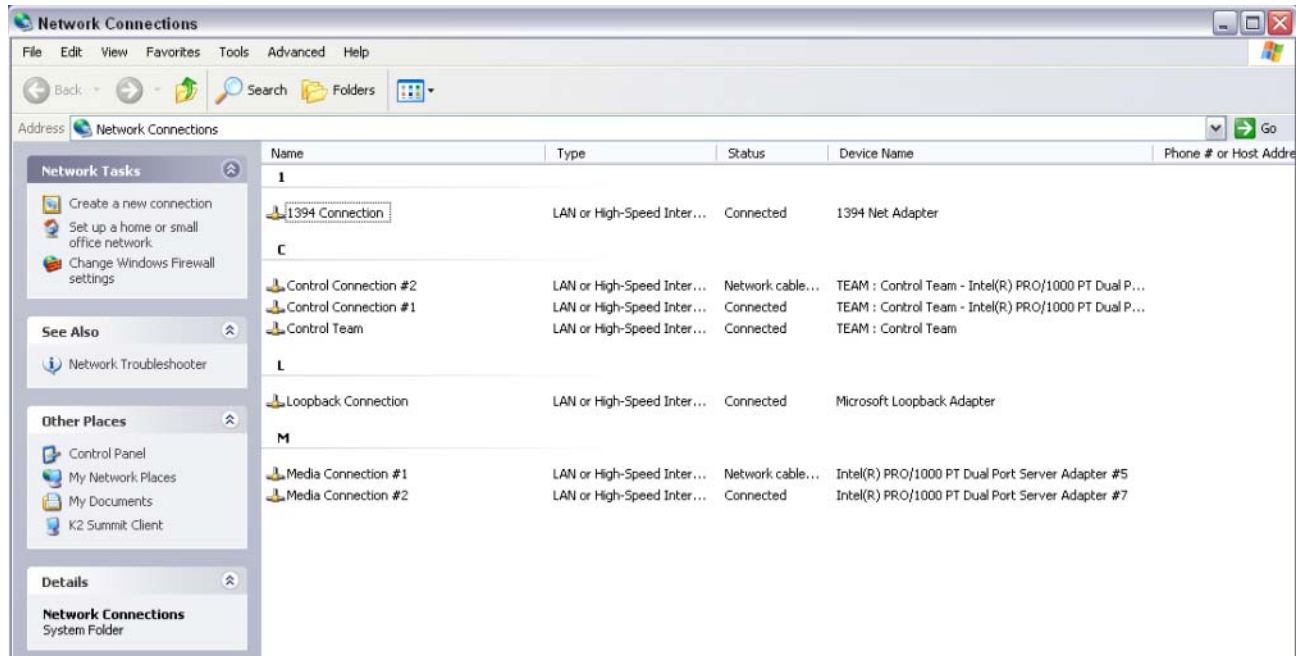 Network Connections
File Edit View Favorites Tools Advanced Help
Back Search Folders
Address Network Connections Go
Network Tasks
Create a new connection
Set up a home or small
office network
Change Windows Firewall
settings
See Also
Network Troubleshooter
Other Places
Control Panel
My Network Places
My Documents
K2 Summit Client
Details
Network Connections
System Folder
Name Type Status Device Name Phone # or Host Addre
1
1394 Connection LAN or High-Speed Inter... Connected 1394 Net Adapter
C
Control Connection #2 LAN or High-Speed Inter... Network cable... TEAM : Control Team - Intel(R) PRO/1000 PT Dual P...
Control Connection #1 LAN or High-Speed Inter... Connected TEAM : Control Team - Intel(R) PRO/1000 PT Dual P...
Control Team LAN or High-Speed Inter... Connected TEAM : Control Team
L
Loopback Connection LAN or High-Speed Inter... Connected Microsoft Loopback Adapter
M
Media Connection #1 LAN or High-Speed Inter... Network cable... Intel(R) PRO/1000 PT Dual Port Server Adapter #5
Media Connection #2 LAN or High-Speed Inter... Connected Intel(R) PRO/1000 PT Dual Port Server Adapter #7